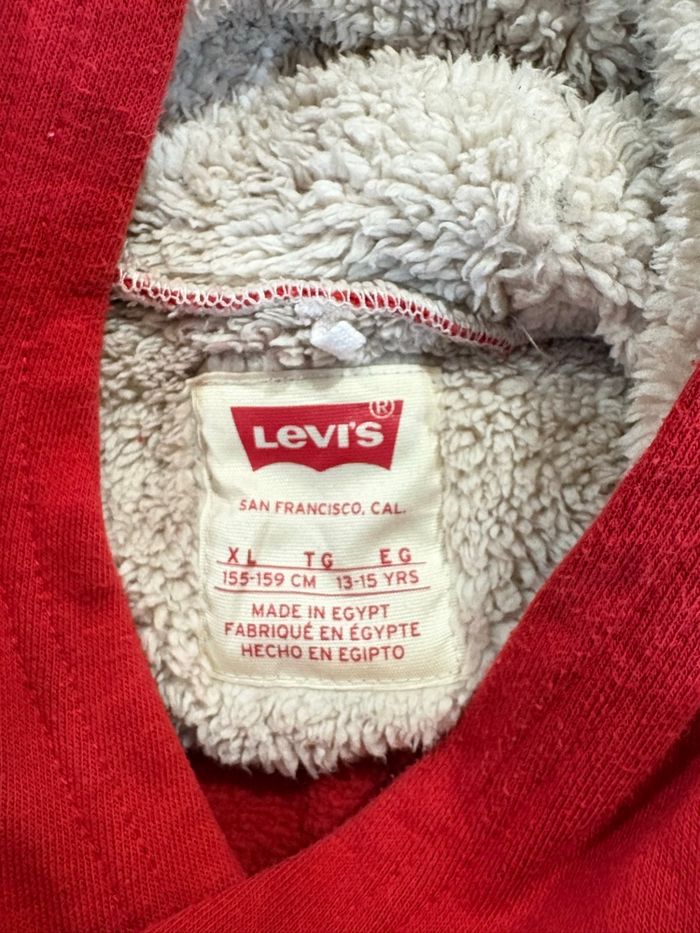 LEVI'S ®
SAN FRANCISCO, CAL.
XL TG EG
155-159 CM 13-15 YRS
MADE IN EGYPT
FABRIQUÉ EN ÉGYPTE
HECHO EN EGIPTO